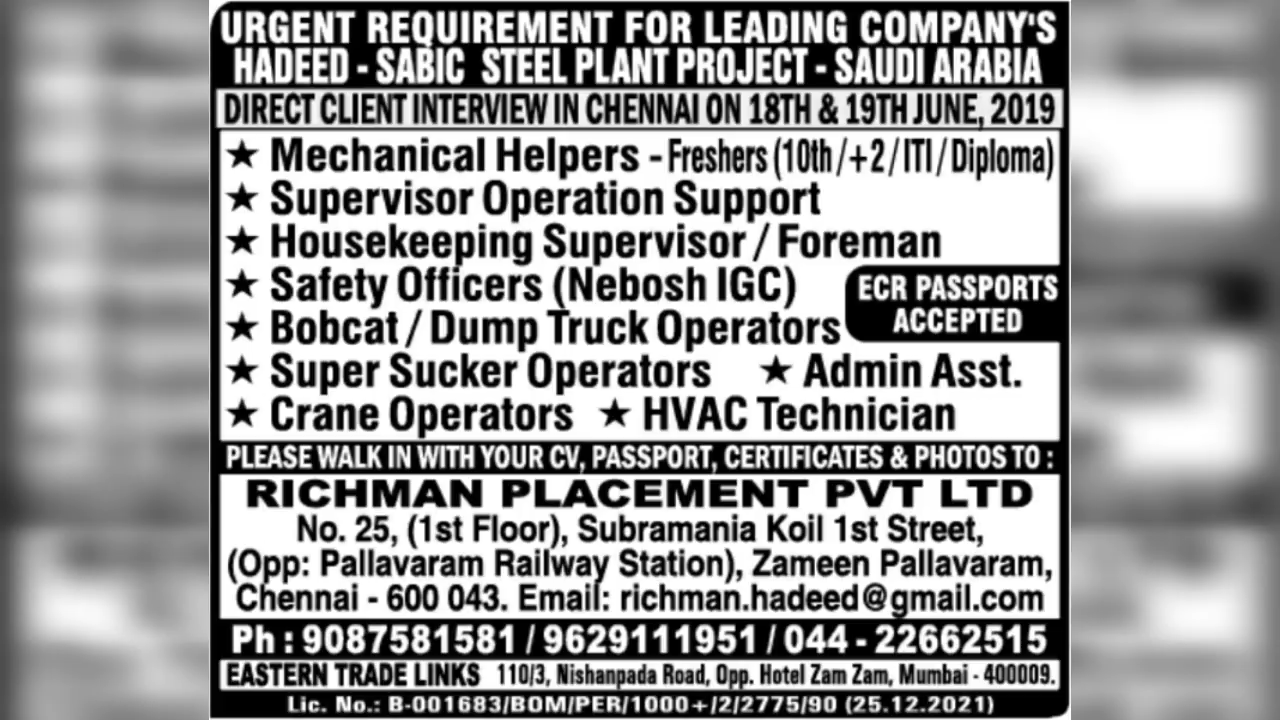 URGENT REQUIREMENT FOR LEADING COMPANY'S
HADEED - SABIC STEEL PLANT PROJECT - SAUDI ARABIA
DIRECT CLIENT INTERVIEW IN CHENNAI ON 18TH & 19TH JUNE, 2019
★ Mechanical Helpers - Freshers (10th/+2/ITI/Diploma)
★ Supervisor Operation Support
★ Housekeeping Supervisor / Foreman
★ Safety Officers (Nebosh IGC)
★ Bobcat / Dump Truck Operators
ECR PASSPORTS
ACCEPTED
★ Super Sucker Operators ★ Admin Asst.
★ Crane Operators ★ HVAC Technician
PLEASE WALK IN WITH YOUR CV, PASSPORT, CERTIFICATES & PHOTOS TO :
RICHMAN PLACEMENT PVT LTD
No. 25, (1st Floor), Subramania Koil 1st Street,
(Opp: Pallavaram Railway Station), Zameen Pallavaram,
Chennai - 600 043. Email: richman.hadeed@gmail.com
Ph : 9087581581 / 9629111951 / 044 - 22662515
EASTERN TRADE LINKS 110/3, Nishanpada Road, Opp. Hotel Zam Zam, Mumbai - 400009.
Lic. No.: B-001683/BOM/PER/1000+/2/2775/90 (25.12.2021)